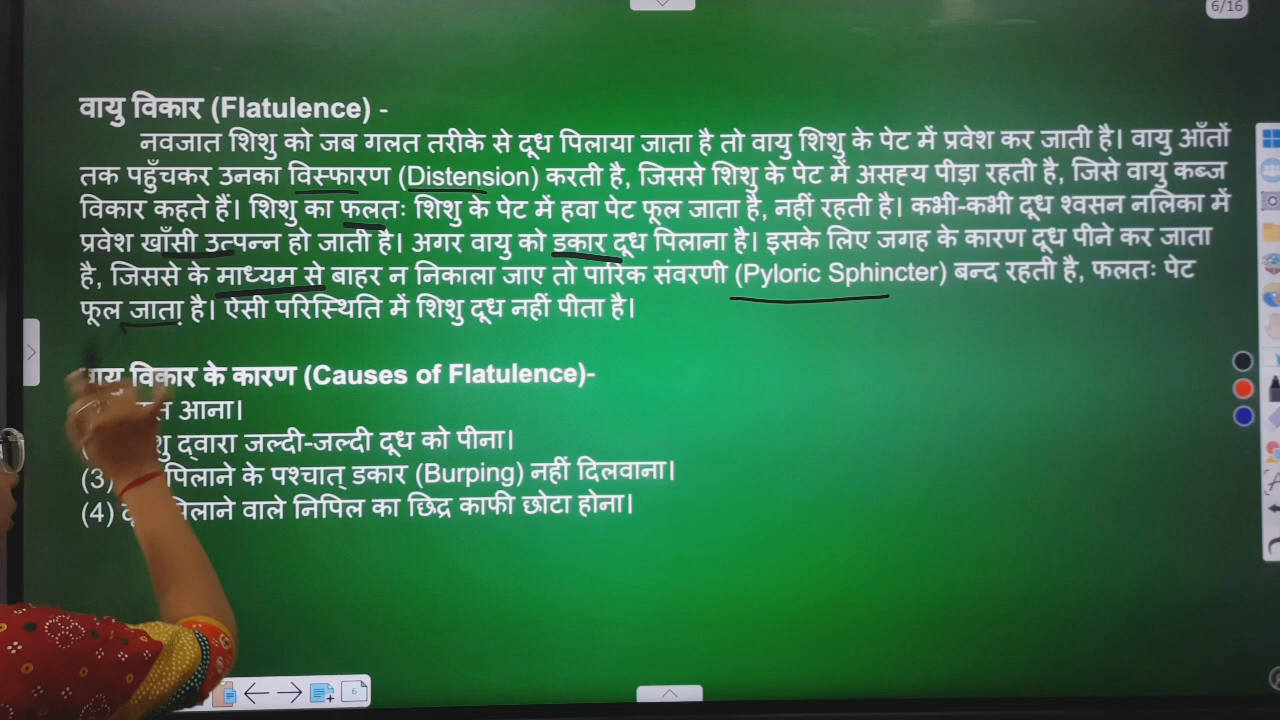 6/16
वायु विकार (Flatulence) -
नवजात शिशु को जब गलत तरीके से दूध पिलाया जाता है तो वायु शिशु के पेट में प्रवेश कर जाती है। वायु आँतों
तक पहुँचकर उनका विस्फारण (Distension) करती है, जिससे शिशु के पेट में असह्य पीड़ा रहती है, जिसे वायु कब्ज
विकार कहते हैं। शिशु का फलतः शिशु के पेट में हवा पेट फूल जाता है, नहीं रहती है। कभी-कभी दूध श्वसन नलिका में
प्रवेश खाँसी उत्पन्न हो जाती है। अगर वायु को डकार दूध पिलाना है। इसके लिए जगह के कारण दूध पीने कर जाता
है, जिससे के माध्यम से बाहर न निकाला जाए तो पारिक संवरणी (Pyloric Sphincter) बन्द रहती है, फलतः पेट
फूल जाता है। ऐसी परिस्थिति में शिशु दूध नहीं पीता है।
वायु विकार के कारण (Causes of Flatulence)-
आना।
द्वारा जल्दी-जल्दी दूध को पीना।
(3) पिलाने के पश्चात् डकार (Burping) नहीं दिलवाना।
(4) पिलाने वाले निपिल का छिद्र काफी छोटा होना।
6